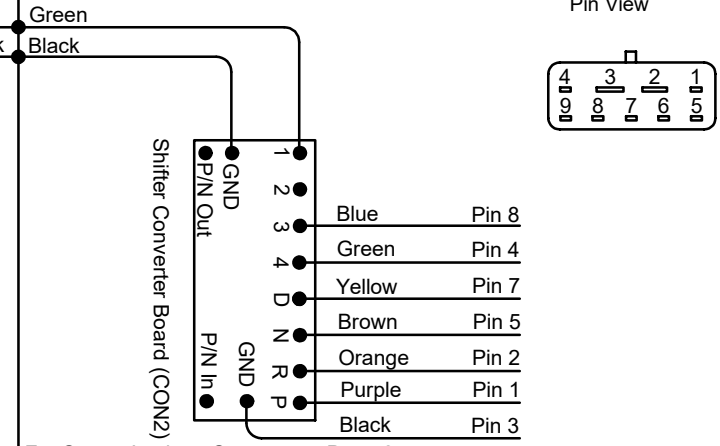 Pin View
Green
Black
4 3 2 1
9 8 7 6 5
Shifter Converter Board (CON2)
P/N Out
GND
1
2
3
4
D
N
R
P
P/N In
GND
Blue Pin 8
Green Pin 4
Yellow Pin 7
Brown Pin 5
Orange Pin 2
Purple Pin 1
Black Pin 3